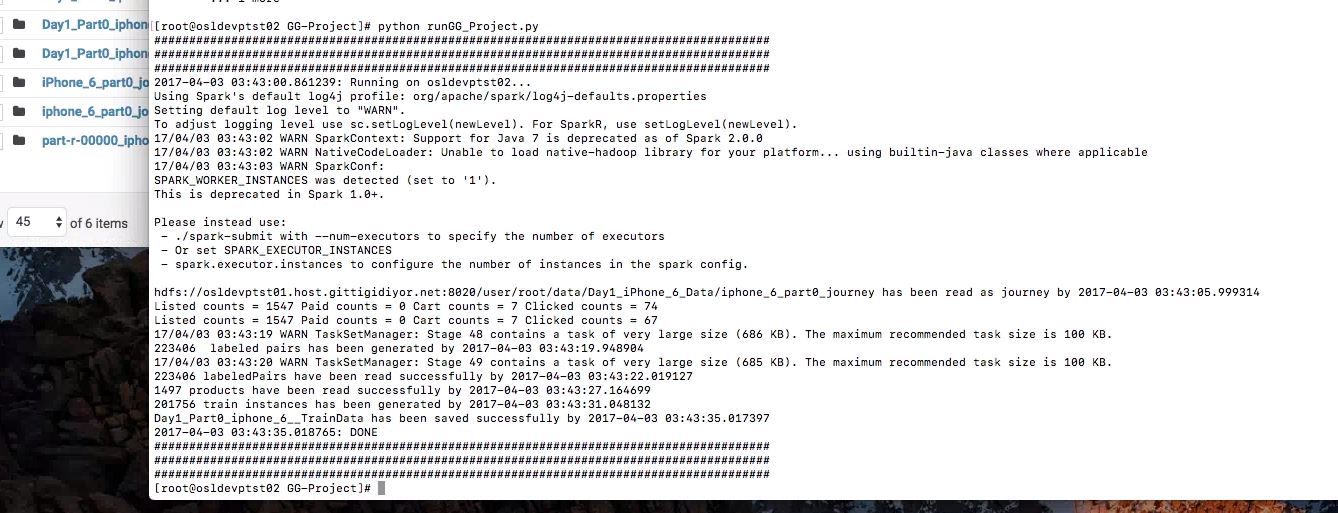 ... 1 more
Day1_Part0_iphon
Day1_Part0_iphon
iPhone_6_part0_jo
iphone_6_part0_jo
part-r-00000_ipho
45 of 6 items
[root@osldevptst02 GG-Project]# python runGG_Project.py
########################################################################################
########################################################################################
########################################################################################
2017-04-03 03:43:00.861239: Running on osldevptst02...
Using Spark's default log4j profile: org/apache/spark/log4j-defaults.properties
Setting default log level to "WARN".
To adjust logging level use sc.setLogLevel(newLevel). For SparkR, use setLogLevel(newLevel).
17/04/03 03:43:02 WARN SparkContext: Support for Java 7 is deprecated as of Spark 2.0.0
17/04/03 03:43:02 WARN NativeCodeLoader: Unable to load native-hadoop library for your platform... using builtin-java classes where applicable
17/04/03 03:43:03 WARN SparkConf:
SPARK_WORKER_INSTANCES was detected (set to '1').
This is deprecated in Spark 1.0+.
Please instead use:
- ./spark-submit with --num-executors to specify the number of executors
- Or set SPARK_EXECUTOR_INSTANCES
- spark.executor.instances to configure the number of instances in the spark config.
hdfs://osldevptst01.host.gittigidiyor.net:8020/user/root/data/Day1_iPhone_6_Data/iphone_6_part0_journey has been read as journey by 2017-04-03 03:43:05.999314
Listed counts = 1547 Paid counts = 0 Cart counts = 7 Clicked counts = 74
Listed counts = 1547 Paid counts = 0 Cart counts = 7 Clicked counts = 67
17/04/03 03:43:19 WARN TaskSetManager: Stage 48 contains a task of very large size (686 KB). The maximum recommended task size is 100 KB.
223406  labeled pairs has been generated by 2017-04-03 03:43:19.948904
17/04/03 03:43:20 WARN TaskSetManager: Stage 49 contains a task of very large size (685 KB). The maximum recommended task size is 100 KB.
223406 labeledPairs have been read successfully by 2017-04-03 03:43:22.019127
1497 products have been read successfully by 2017-04-03 03:43:27.164699
201756 train instances has been generated by 2017-04-03 03:43:31.048132
Day1_Part0_iphone_6__TrainData has been saved successfully by 2017-04-03 03:43:35.017397
2017-04-03 03:43:35.018765: DONE
########################################################################################
########################################################################################
########################################################################################
[root@osldevptst02 GG-Project]#